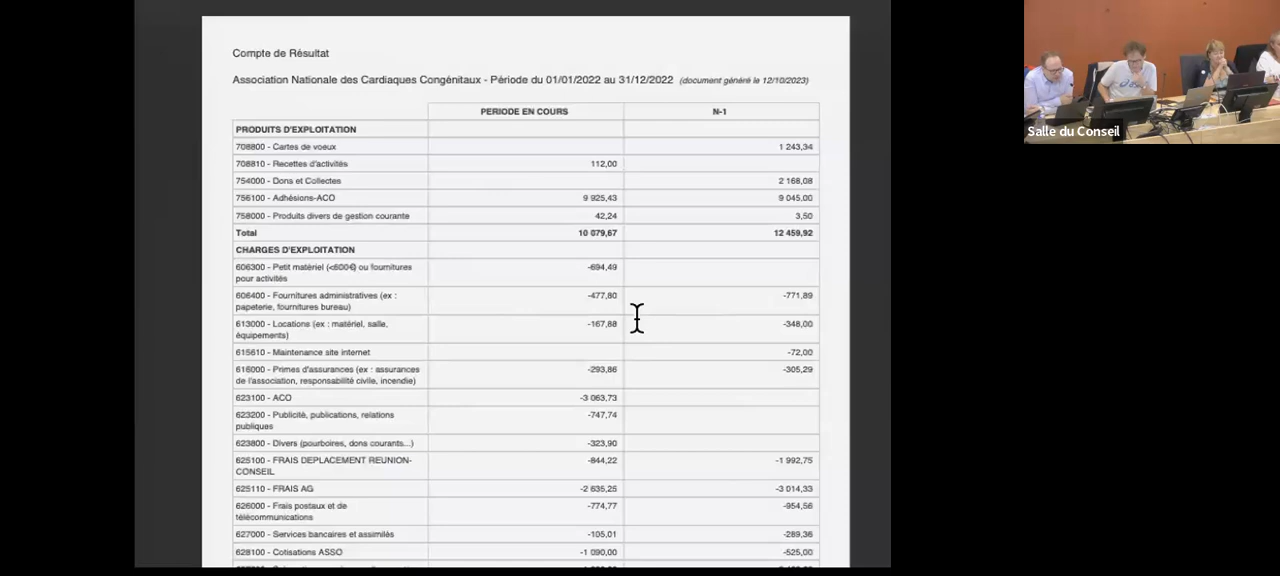 Compte de Résultat
Association Nationale des Cardiaques Congénitaux - Période du 01/01/2022 au 31/12/2022 (document généré le 12/10/2023)
PERIODE EN COURS N-1
PRODUITS D'EXPLOITATION
708800 - Cartes de voeux 1 243,34
708810 - Recettes d'activités 112,00
754000 - Dons et Collectes 2 168,08
756100 - Adhésions-ACO 9 925,43 9 045,00
758000 - Produits divers de gestion courante 42,24 3,50
Total 10 079,67 12 459,92
CHARGES D'EXPLOITATION
606300 - Petit matériel (<600€) ou fournitures -694,49
pour activités
606400 - Fournitures administratives (ex : -477,80 -771,89
papeterie, fournitures bureau)
613000 - Locations (ex : matériel, salle, -167,88 -348,00
équipements)
615610 - Maintenance site internet -72,00
616000 - Primes d'assurances (ex : assurances -293,86 -305,29
de l'association, responsabilité civile, incendie)
623100 - ACO -3 063,73
623200 - Publicité, publications, relations -747,74
publiques
623800 - Divers (pourboires, dons courants...) -323,90
625100 - FRAIS DEPLACEMENT REUNION- -844,22 -1 992,75
CONSEIL
625110 - FRAIS AG -2 635,25 -3 014,33
626000 - Frais postaux et de -774,77 -954,56
télécommunications
627000 - Services bancaires et assimilés -105,01 -289,36
628100 - Cotisations ASSO -1 090,00 -525,00
Salle du Conseil